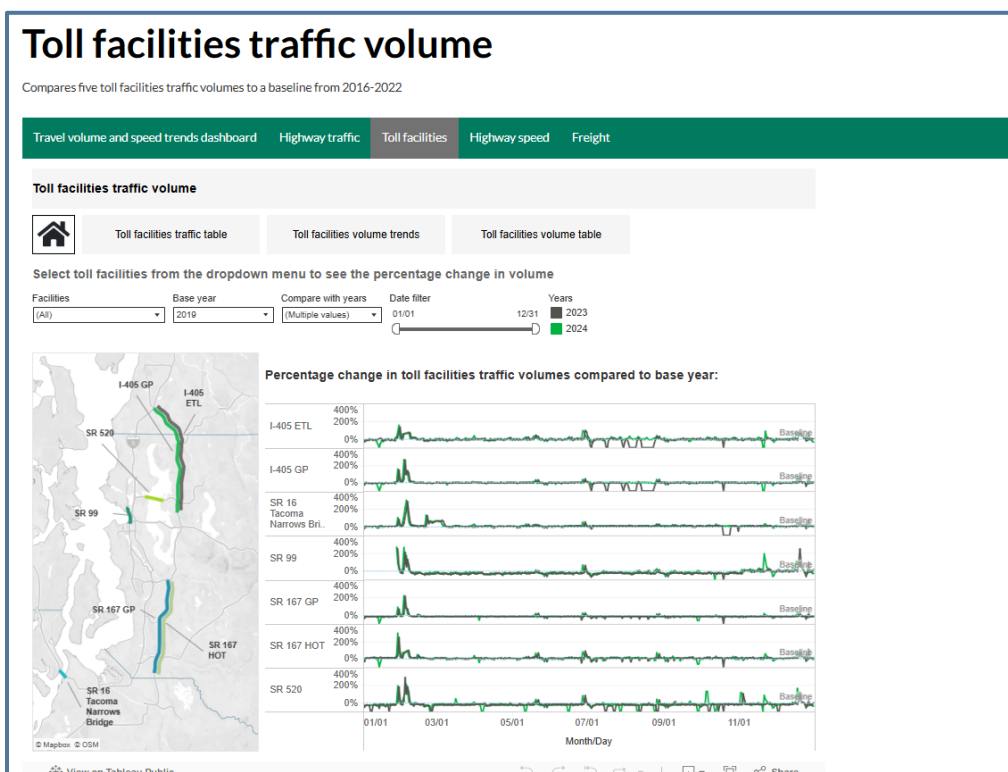 Toll facilities traffic volume
Compares five toll facilities traffic volumes to a baseline from 2016-2022
Travel volume and speed trends dashboard Highway traffic Toll facilities Highway speed Freight
Toll facilities traffic volume
Toll facilities traffic table Toll facilities volume trends Toll facilities volume table
Select toll facilities from the dropdown menu to see the percentage change in volume
Facilities Base year Compare with years Date filter Years
(All) 2019 (Multiple values) 01/01 12/31 2023
2024
I-405 GP
I-405
ETL
SR 520
SR 99
SR 167 GP
SR 167
HOT
SR 16
Tacoma
Narrows
Bridge
© Mapbox © OSM
Percentage change in toll facilities traffic volumes compared to base year:
I-405 ETL
400%
200%
0%
Baseline
I-405 GP
400%
200%
0%
Baseline
SR 16
Tacoma
Narrows Bri..
400%
200%
0%
Baseline
SR 99
400%
200%
0%
Baseline
SR 167 GP
400%
200%
0%
Baseline
SR 167 HOT
400%
200%
0%
Baseline
SR 520
400%
200%
0%
Baseline
01/01 03/01 05/01 07/01 09/01 11/01
Month/Day
View on Tableau Public
Share